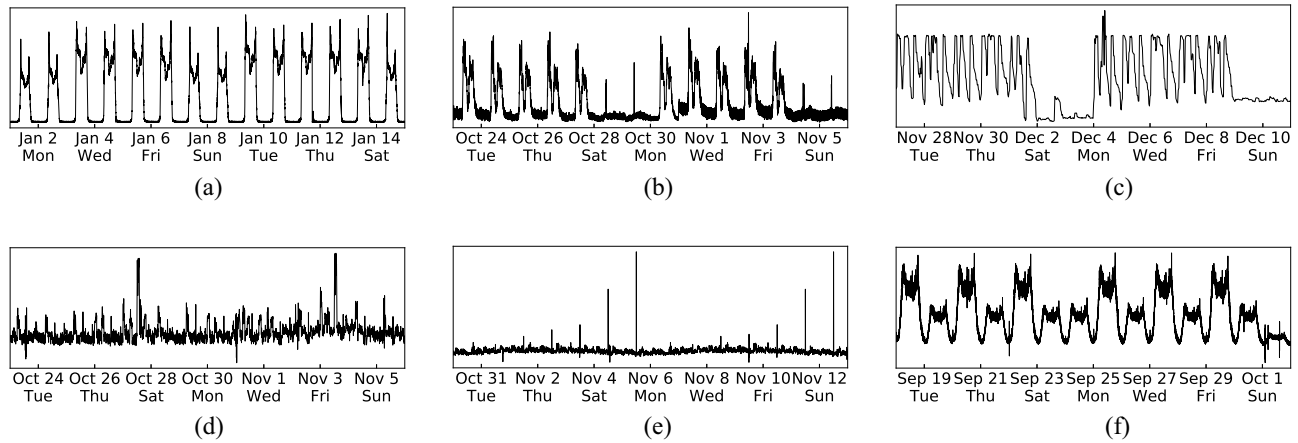 Jan 2 Jan 4 Jan 6 Jan 8 Jan 10 Jan 12 Jan 14
Mon Wed Fri Sun Tue Thu Sat
(a)
Oct 24 Oct 26 Oct 28 Oct 30 Nov 1 Nov 3 Nov 5
Tue Thu Sat Mon Wed Fri Sun
(b)
Nov 28 Nov 30 Dec 2 Dec 4 Dec 6 Dec 8 Dec 10
Tue Thu Sat Mon Wed Fri Sun
(c)
Oct 24 Oct 26 Oct 28 Oct 30 Nov 1 Nov 3 Nov 5
Tue Thu Sat Mon Wed Fri Sun
(d)
Oct 31 Nov 2 Nov 4 Nov 6 Nov 8 Nov 10 Nov 12
Tue Thu Sat Mon Wed Fri Sun
(e)
Sep 19 Sep 21 Sep 23 Sep 25 Sep 27 Sep 29 Oct 1
Tue Thu Sat Mon Wed Fri Sun
(f)